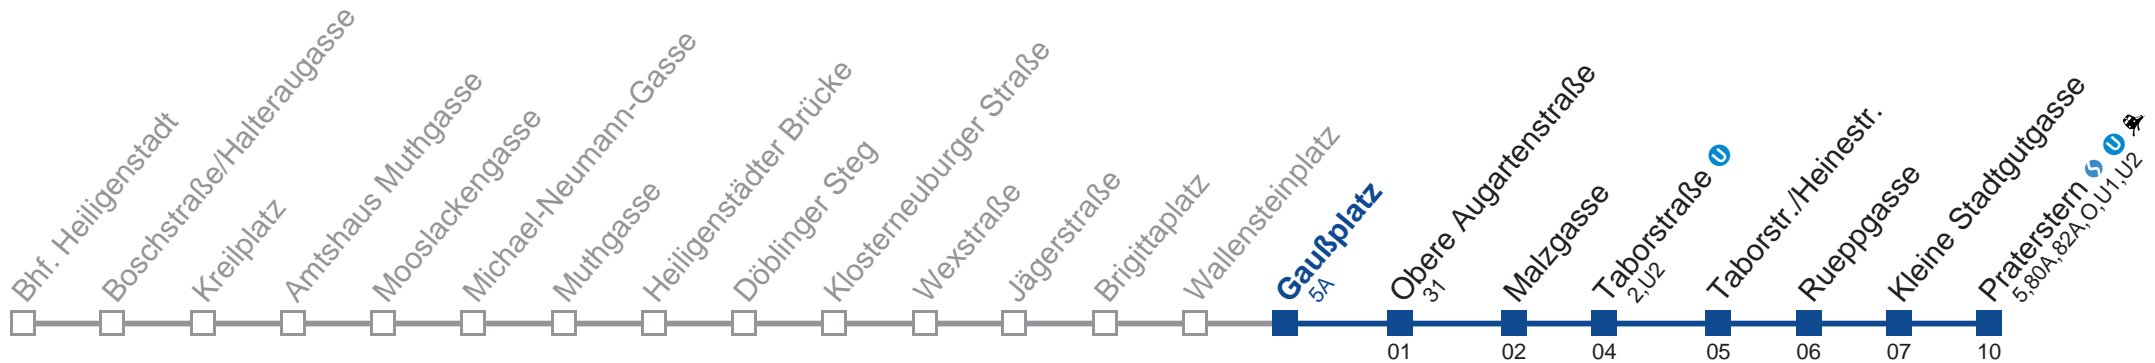 Bhf. Heiligenstadt
Boschstraße/Halteraugasse
Kreilplatz
Amtshaus Muthgasse
Mooslackengasse
Michael-Neumann-Gasse
Muthgasse
Heiligenstädter Brücke
Döblinger Steg
Klosterneuburger Straße
Wexstraße
Jägerstraße
Brigittaplatz
Wallensteinplatz
Gaußplatz
5A
Obere Augartenstraße
31
Malzgasse
Taborstraße U
2,U2
Taborstr./Heinestr.
Rueppgasse
Kleine Stadtgutgasse
Praterstern S U
5,80A,82A,O,U1,U2
01
02
04
05
06
07
10